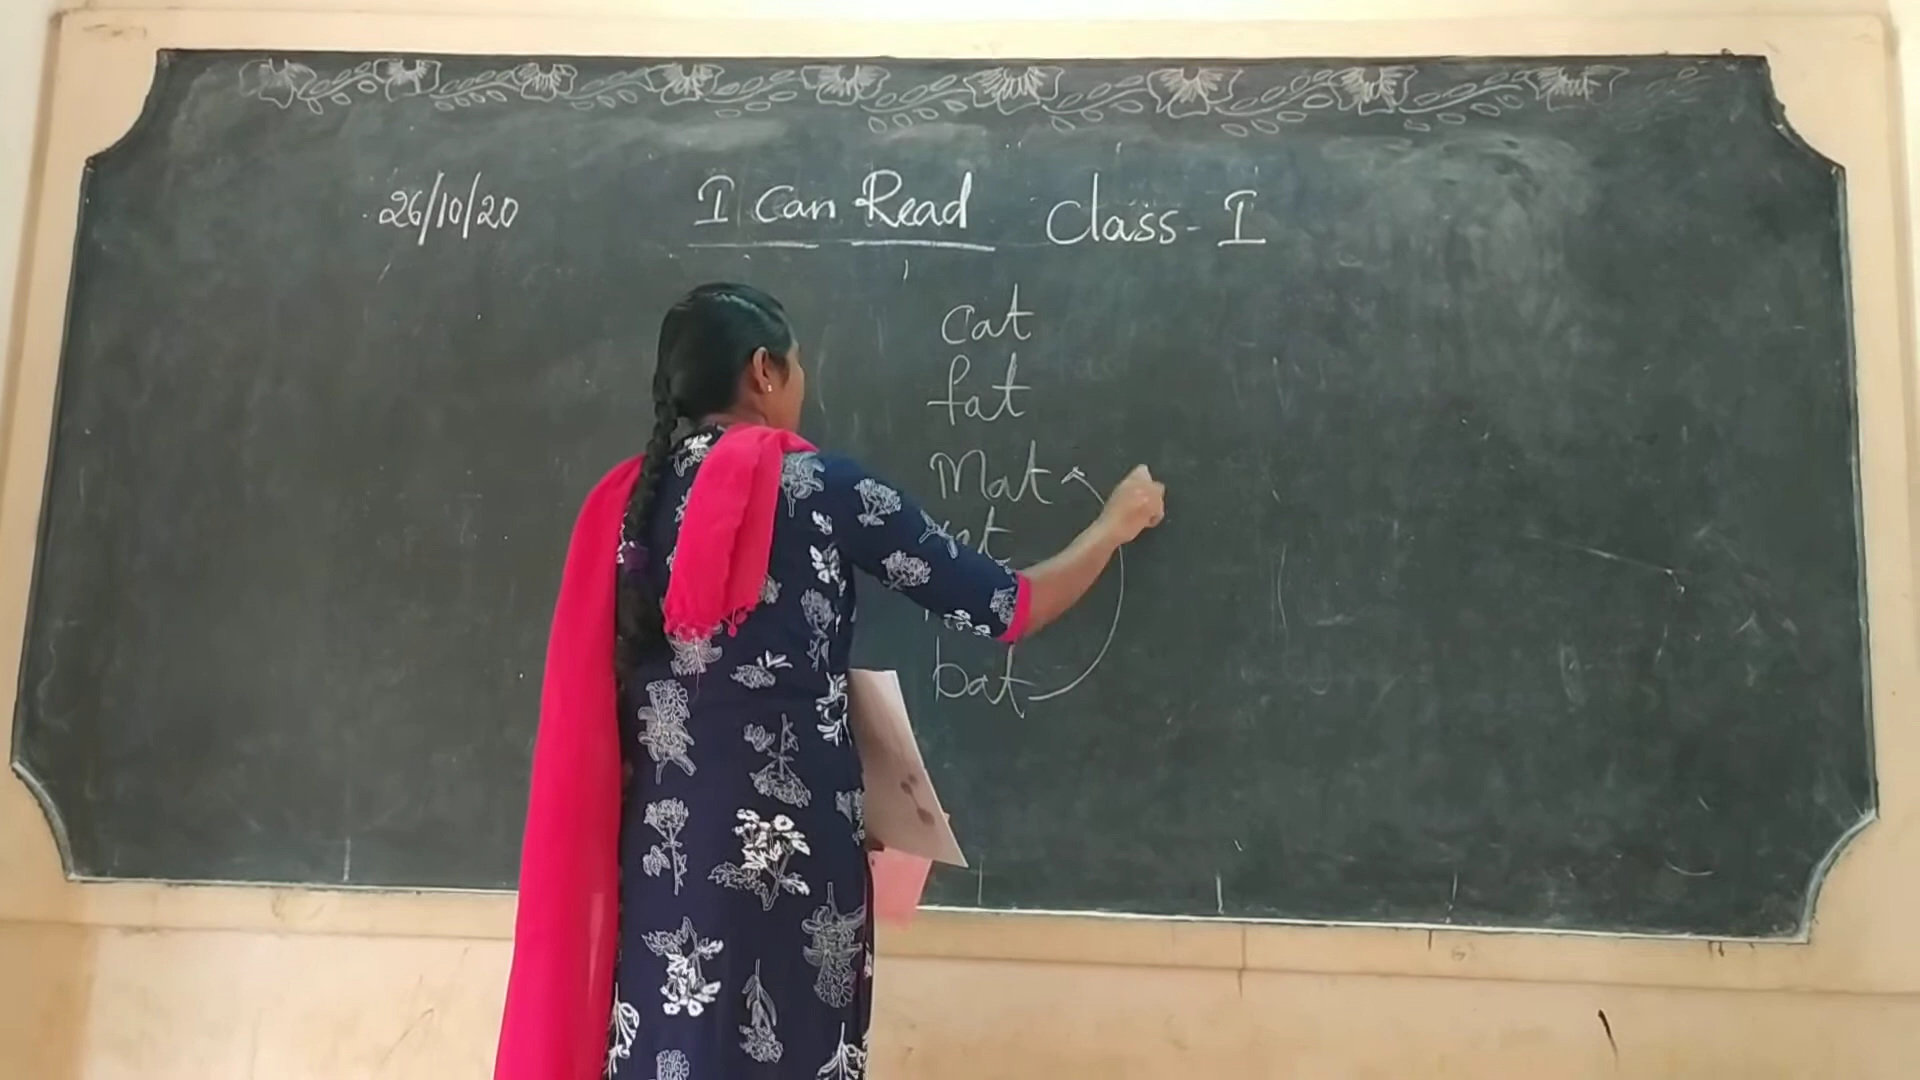 26/10/20 I Can Read Class- I
Cat
fat
Mat
bat